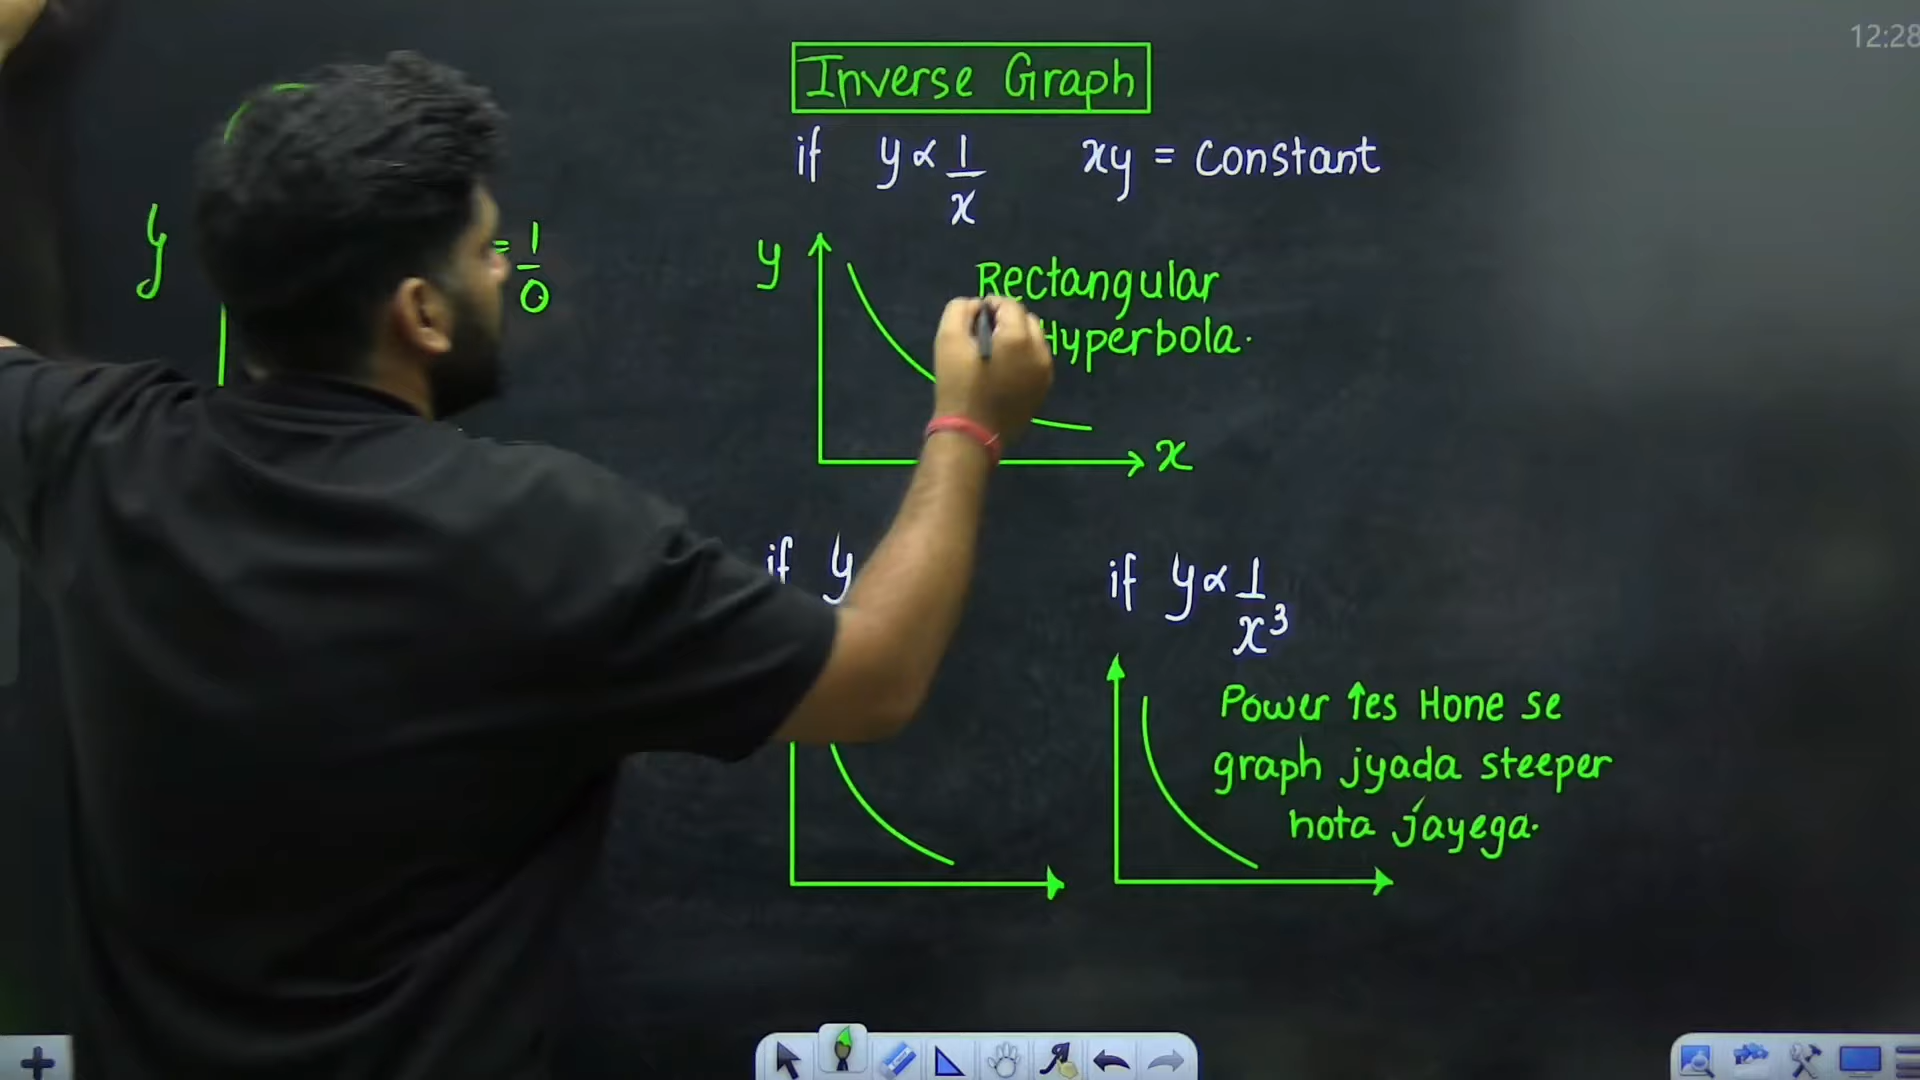 12:28
Inverse Graph
if y ∝ 1/x xy = Constant
y = 1/0
y
Rectangular
Hyperbola.
x
if y
if y ∝ 1/x³
Power ↑es Hone se
graph jyada steeper
hota jayega.